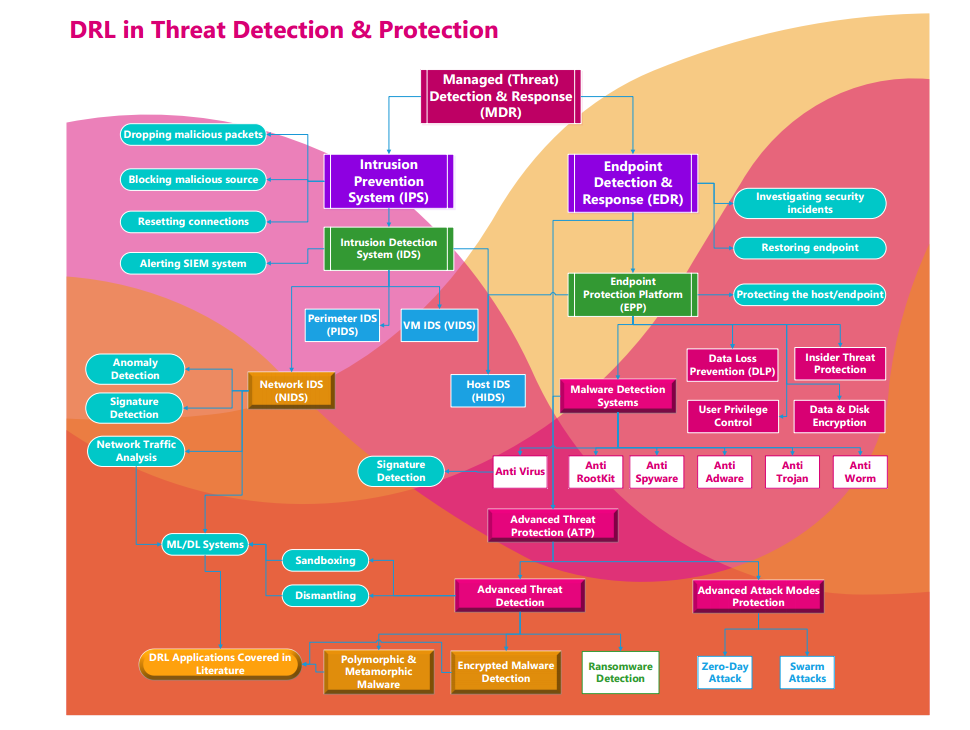 DRL in Threat Detection & Protection
Managed (Threat)
Detection & Response
(MDR)
Dropping malicious packets
Blocking malicious source
Resetting connections
Alerting SIEM system
Intrusion
Prevention
System (IPS)
Endpoint
Detection &
Response (EDR)
Investigating security
incidents
Restoring endpoint
Intrusion Detection
System (IDS)
Endpoint
Protection Platform
(EPP)
Protecting the host/endpoint
Perimeter IDS
(PIDS)
VM IDS (VIDS)
Data Loss
Prevention (DLP)
Insider Threat
Protection
Anomaly
Detection
Signature
Detection
Network Traffic
Analysis
Network IDS
(NIDS)
Host IDS
(HIDS)
Malware Detection
Systems
User Privilege
Control
Data & Disk
Encryption
Signature
Detection
Anti Virus
Anti
RootKit
Anti
Spyware
Anti
Adware
Anti
Trojan
Anti
Worm
Advanced Threat
Protection (ATP)
ML/DL Systems
Sandboxing
Dismantling
Advanced Threat
Detection
Advanced Attack Modes
Protection
DRL Applications Covered in
Literature
Polymorphic &
Metamorphic
Malware
Encrypted Malware
Detection
Ransomware
Detection
Zero-Day
Attack
Swarm
Attacks